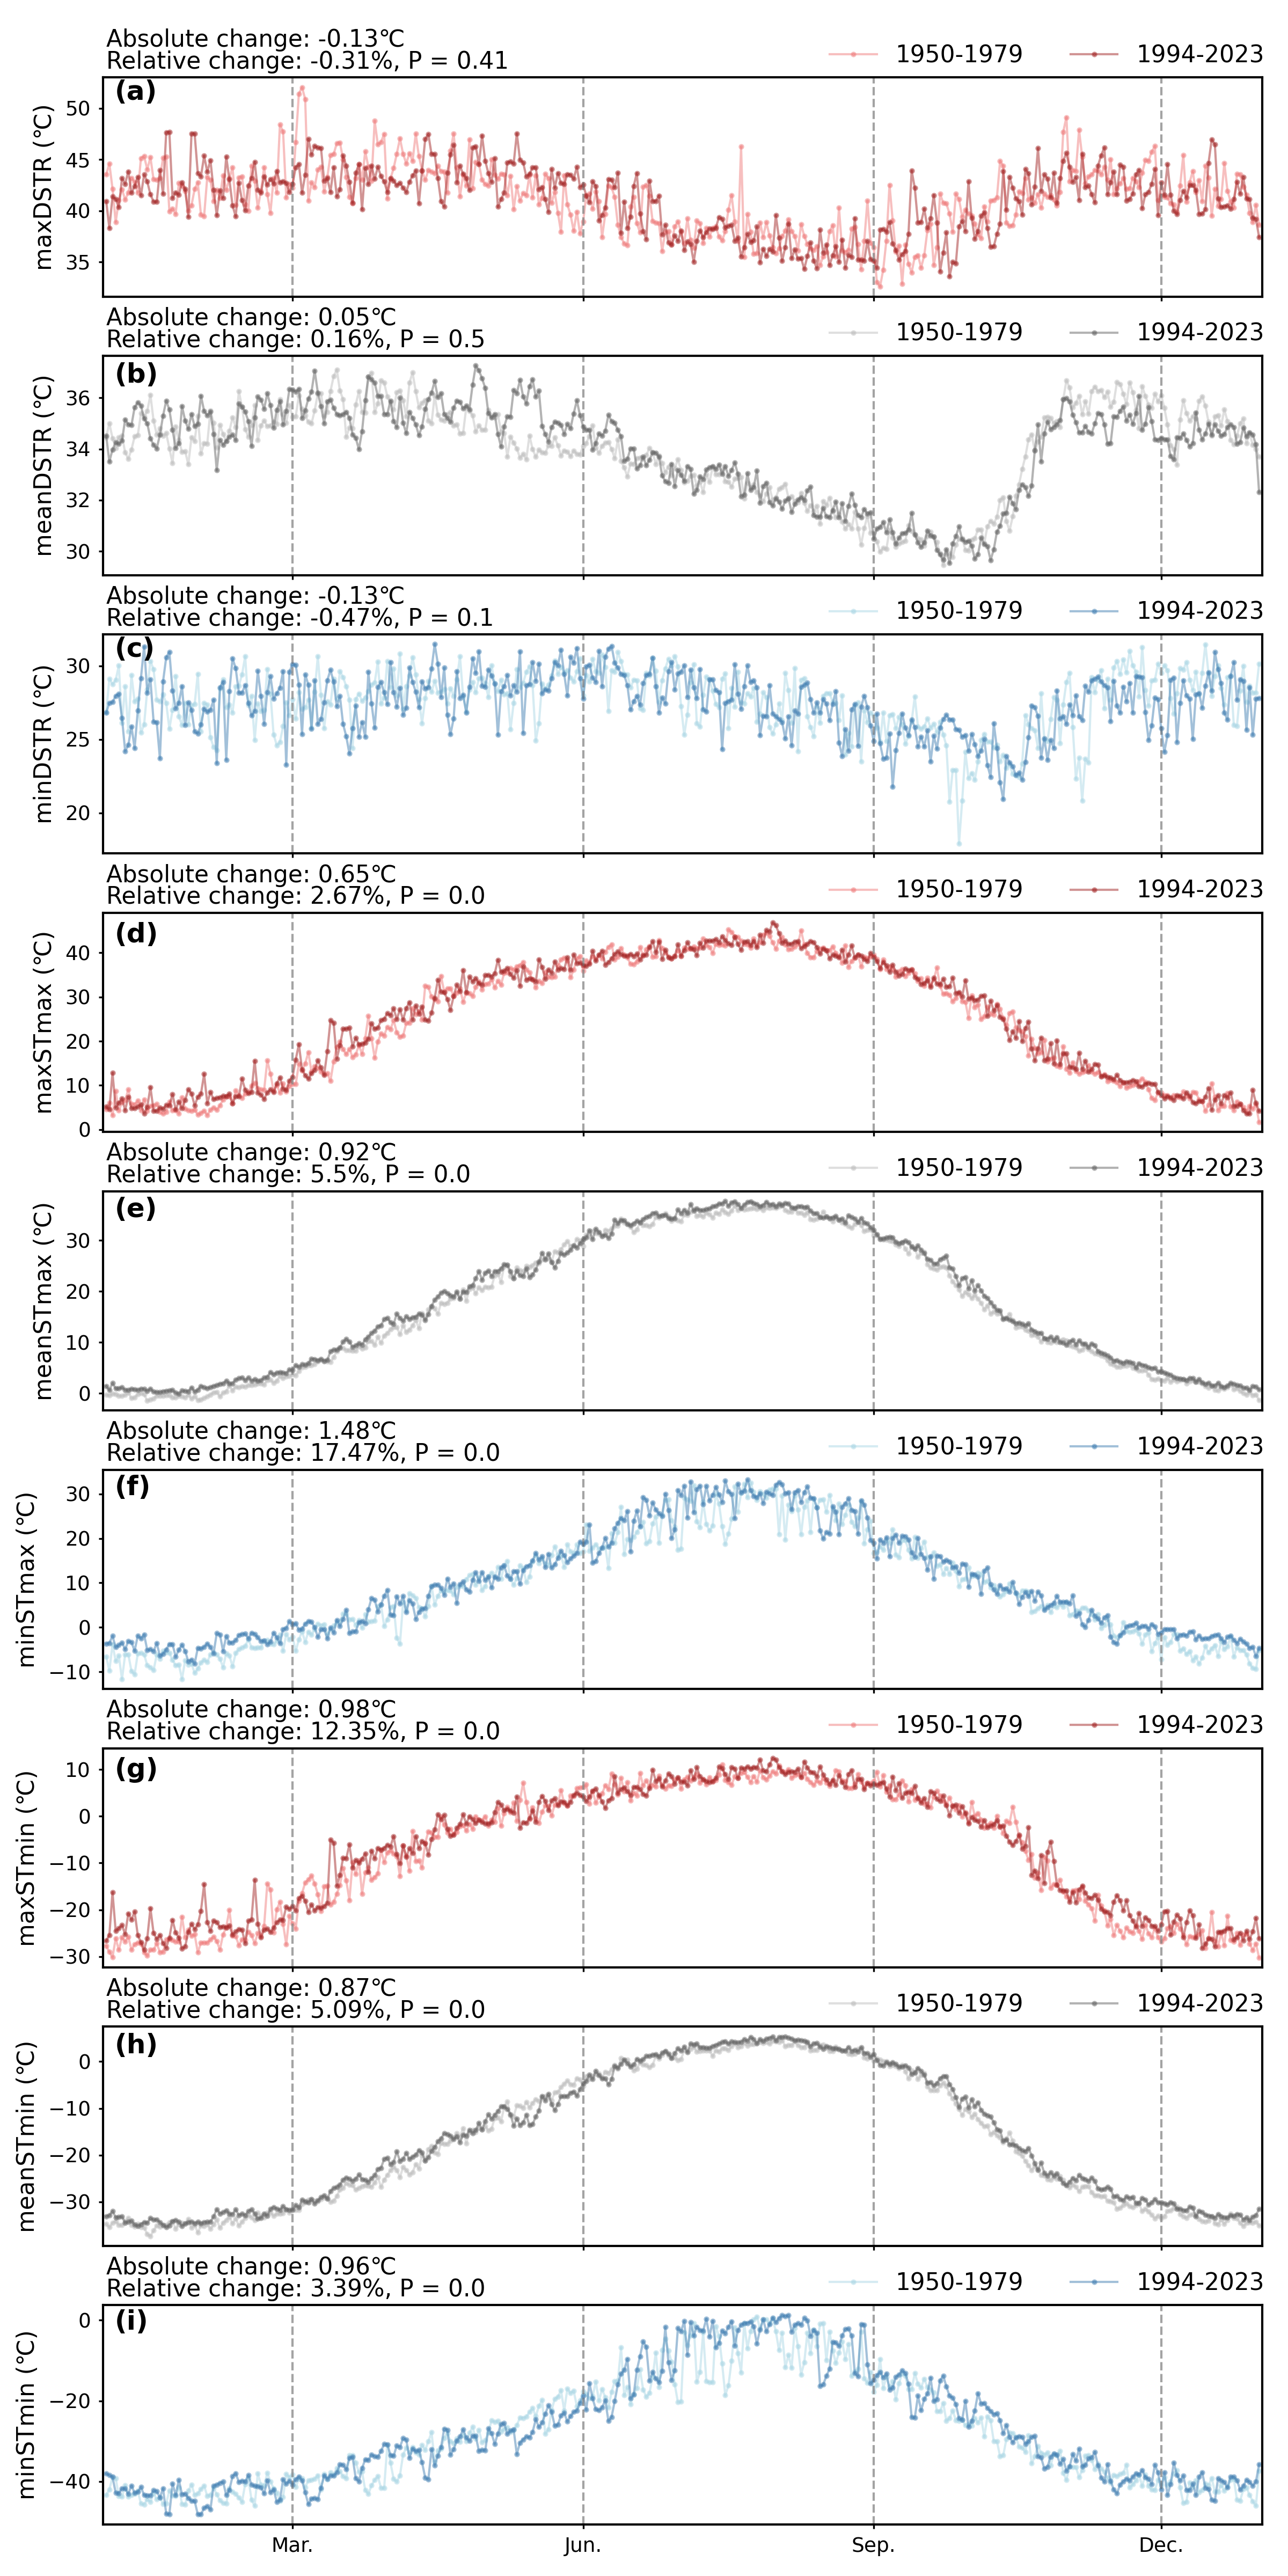 Absolute change: -0.13℃
Relative change: -0.31%, P = 0.41
1950-1979 1994-2023
(a)
maxDSTR (℃)
50
45
40
35
Absolute change: 0.05℃
Relative change: 0.16%, P = 0.5
1950-1979 1994-2023
(b)
meanDSTR (℃)
36
34
32
30
Absolute change: -0.13℃
Relative change: -0.47%, P = 0.1
1950-1979 1994-2023
(c)
minDSTR (℃)
30
25
20
Absolute change: 0.65℃
Relative change: 2.67%, P = 0.0
1950-1979 1994-2023
(d)
maxSTmax (℃)
40
30
20
10
0
Absolute change: 0.92℃
Relative change: 5.5%, P = 0.0
1950-1979 1994-2023
(e)
meanSTmax (℃)
30
20
10
0
Absolute change: 1.48℃
Relative change: 17.47%, P = 0.0
1950-1979 1994-2023
(f)
minSTmax (℃)
30
20
10
0
−10
Absolute change: 0.98℃
Relative change: 12.35%, P = 0.0
1950-1979 1994-2023
(g)
maxSTmin (℃)
10
0
−10
−20
−30
Absolute change: 0.87℃
Relative change: 5.09%, P = 0.0
1950-1979 1994-2023
(h)
meanSTmin (℃)
0
−10
−20
−30
Absolute change: 0.96℃
Relative change: 3.39%, P = 0.0
1950-1979 1994-2023
(i)
minSTmin (℃)
0
−20
−40
Mar. Jun. Sep. Dec.